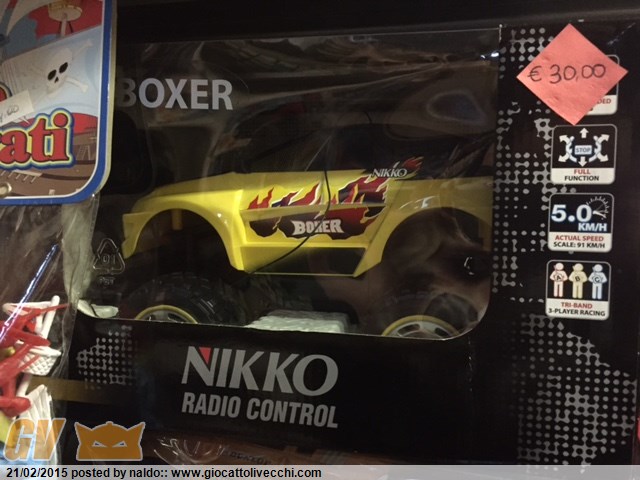 € 30,00
BOXER
NIKKO
BOXER
FULL
FUNCTION
STOP
5.0
KM/H
ACTUAL SPEED
SCALE: 91 KM/H
A B C
TRI-BAND
3-PLAYER RACING
ati
NIKKO
RADIO CONTROL
GV
21/02/2015 posted by naldo:: www.giocattolivecchi.com